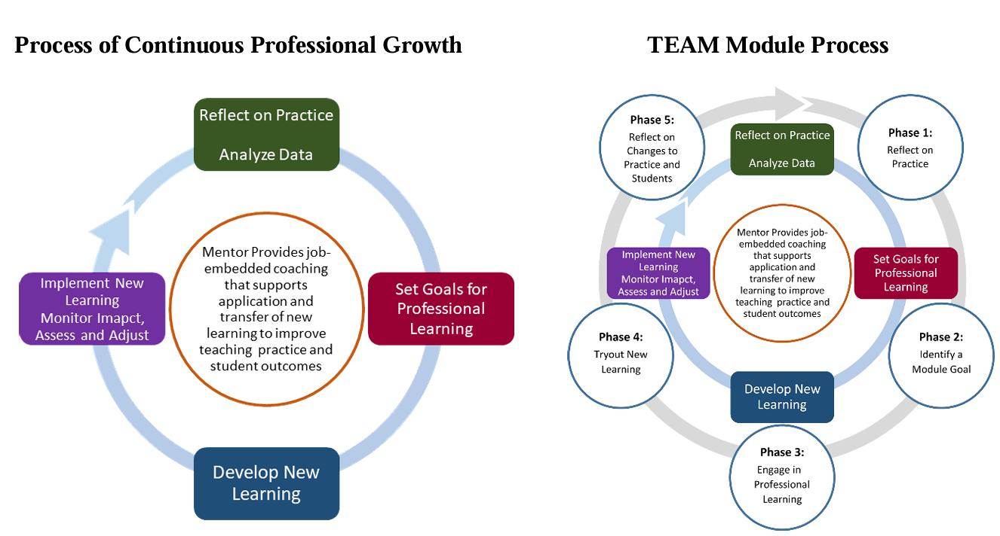 Process of Continuous Professional Growth
Reflect on Practice
Analyze Data
Mentor Provides job-
embedded coaching
that supports
application and
transfer of new
learning to improve
teaching practice and
student outcomes
Implement New
Learning
Monitor Imapct,
Assess and Adjust
Set Goals for
Professional
Learning
Develop New
Learning
TEAM Module Process
Phase 5:
Reflect on
Changes to
Practice and
Students
Reflect on Practice
Analyze Data
Phase 1:
Reflect on
Practice
Implement New
Learning
Monitor Imapct,
Assess and Adjust
Mentor Provides job-
embedded coaching
that supports
application and
transfer of new
learning to improve
teaching practice and
student outcomes
Set Goals for
Professional
Learning
Phase 4:
Tryout New
Learning
Phase 2:
Identify a
Module Goal
Develop New
Learning
Phase 3:
Engage in
Professional
Learning